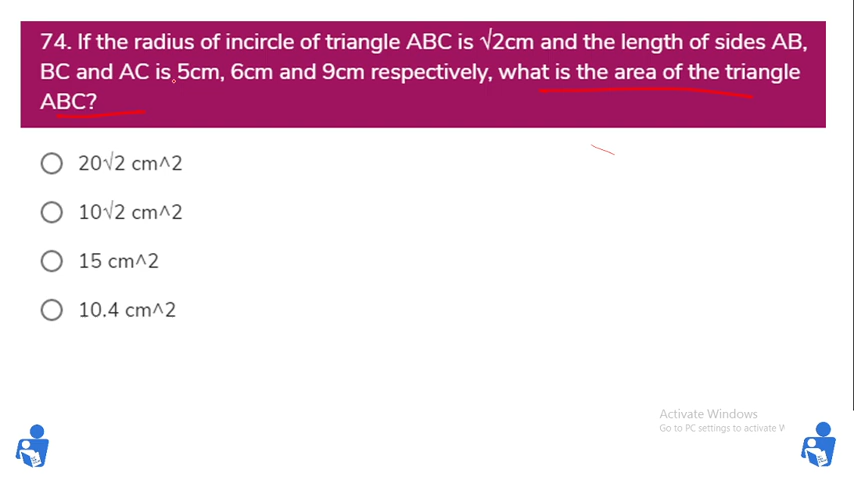 74. If the radius of incircle of triangle ABC is √2cm and the length of sides AB,
BC and AC is 5cm, 6cm and 9cm respectively, what is the area of the triangle
ABC?
20√2 cm^2
10√2 cm^2
15 cm^2
10.4 cm^2
Activate Windows
Go to PC settings to activate W